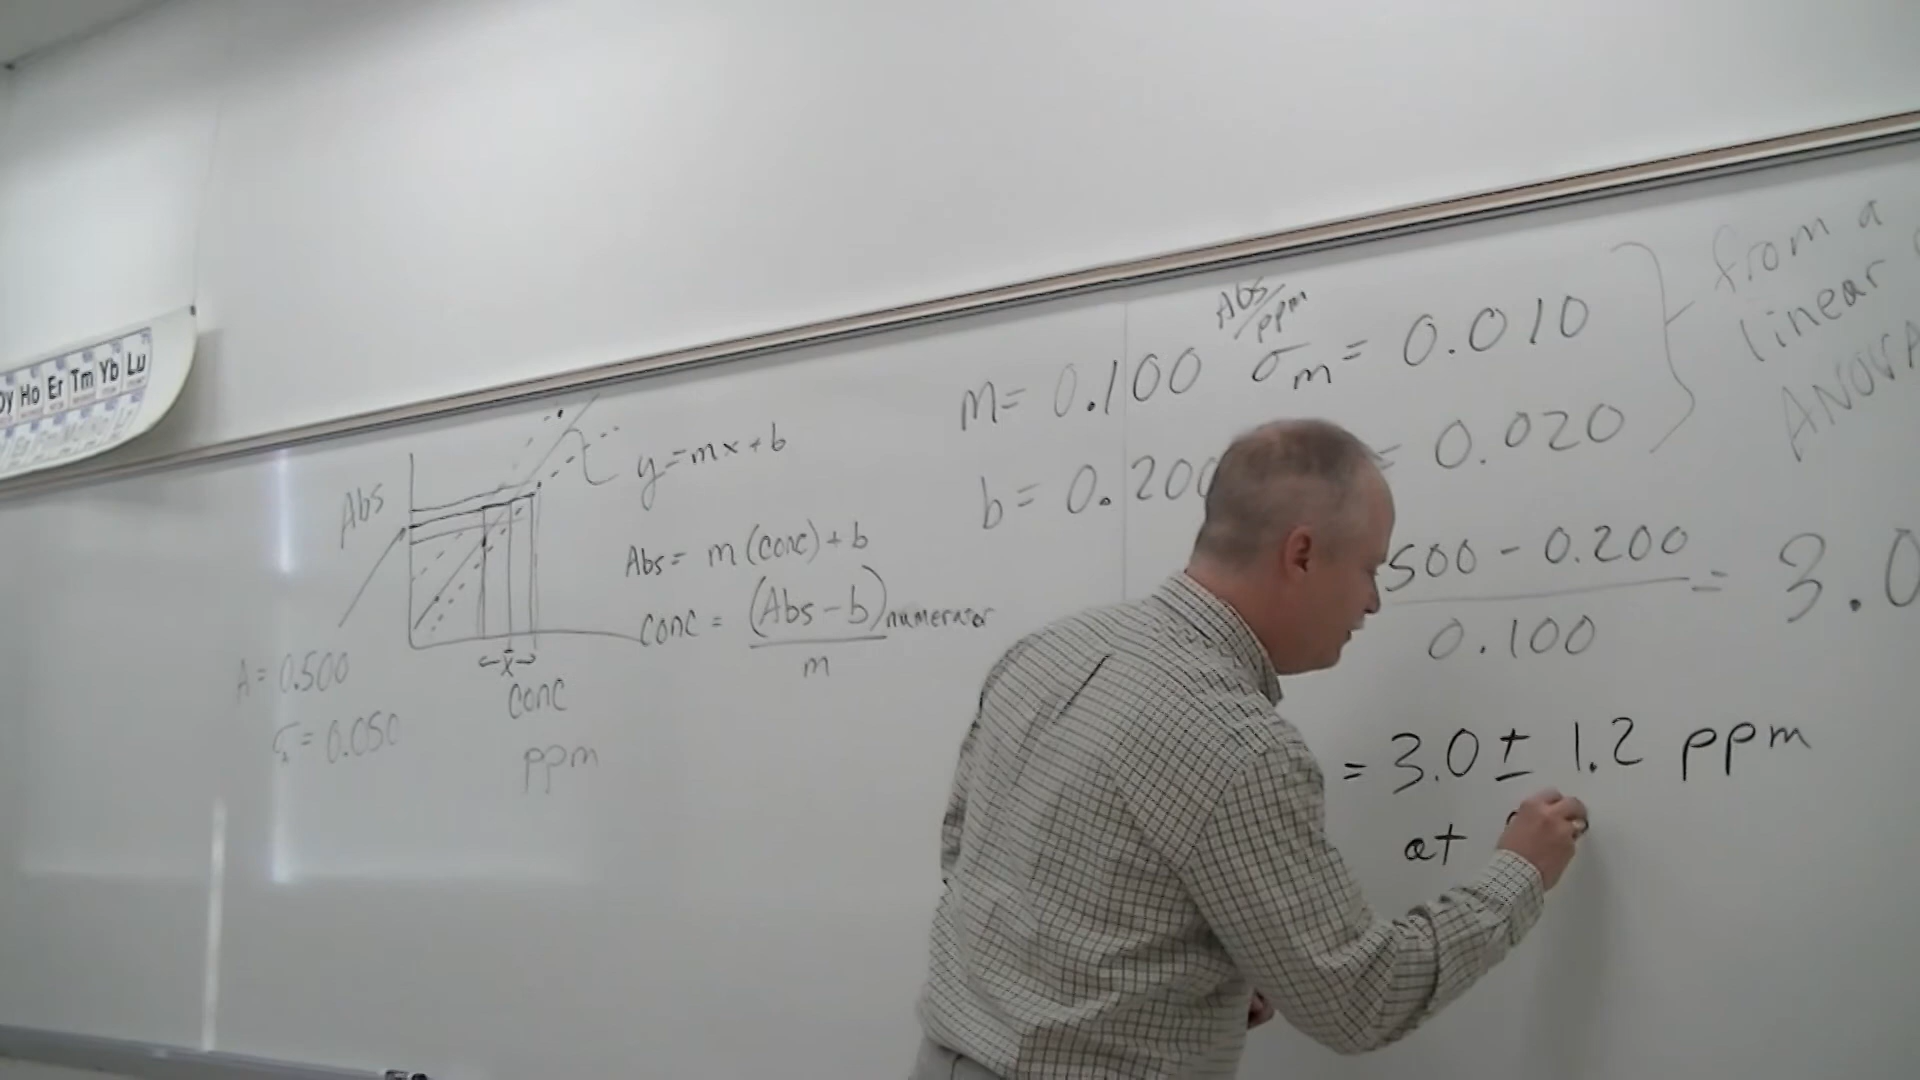 Dy Ho Er Tm Yb Lu
Abs
y=mx+b
Abs= m(conc)+b
conc = (Abs-b)numerator
m
A= 0.500
= 0.050
x
conc
ppm
Abs/ppm
m= 0.100 σm= 0.010
b= 0.200 = 0.020
from a
linear
500-0.200 = 3.0
0.100
= 3.0 ± 1.2 ppm
at